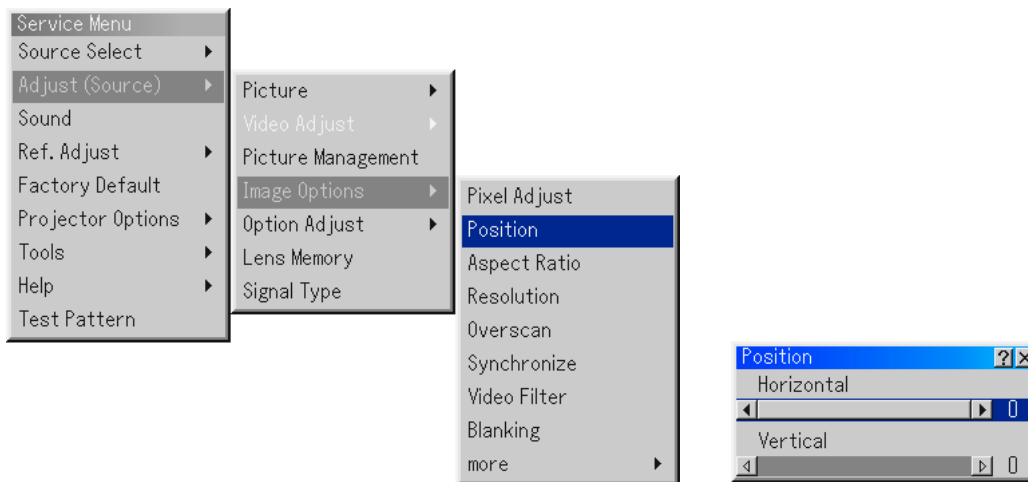 Service Menu
Source Select
Adjust (Source)
Sound
Ref. Adjust
Factory Default
Projector Options
Tools
Help
Test Pattern
Picture
Video Adjust
Picture Management
Image Options
Option Adjust
Lens Memory
Signal Type
Pixel Adjust
Position
Aspect Ratio
Resolution
Overscan
Synchronize
Video Filter
Blanking
more
Position ? ×
Horizontal
0
Vertical
0